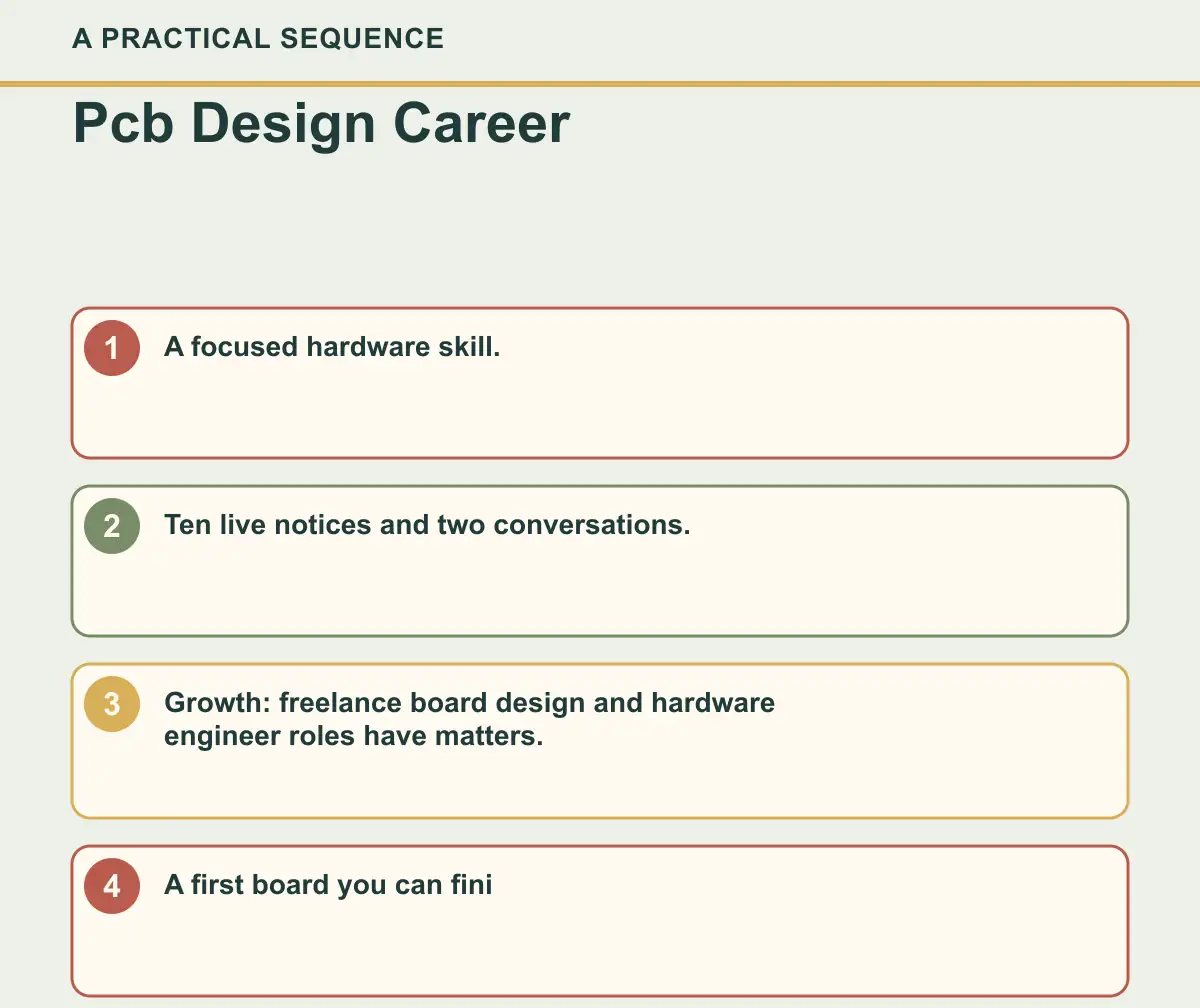 A PRACTICAL SEQUENCE
Pcb Design Career
1
A focused hardware skill.
2
Ten live notices and two conversations.
3
Growth: freelance board design and hardware
engineer roles have matters.
4
A first board you can fini